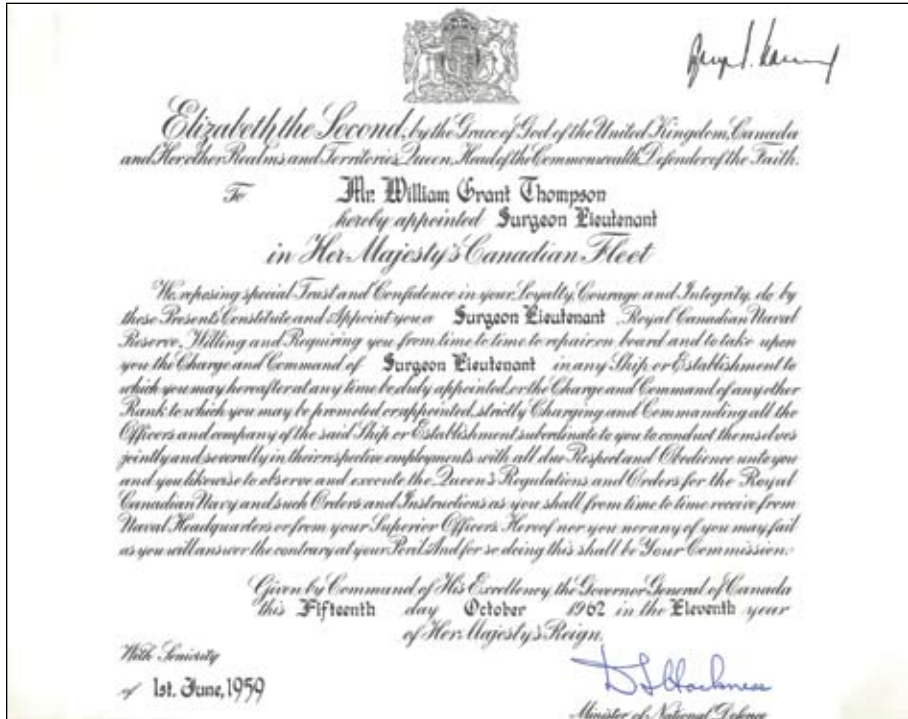 Elizabeth the Second, by the Grace of God of the United Kingdom, Canada
and Her other Realms and Territories Queen, Head of the Commonwealth, Defender of the Faith.
To Mr. William Grant Thompson
hereby appointed Surgeon Lieutenant
in Her Majesty's Canadian Fleet
We, reposing special Trust and Confidence in your Loyalty, Courage and Integrity, do by
these Presents Constitute and Appoint you a Surgeon Lieutenant, Royal Canadian Naval
Reserve, Willing and Requiring you from time to time to repair on board and to take upon
you the Charge and Command of Surgeon Lieutenant in any Ship or Establishment to
which you may hereafter at any time be duly appointed, or the Charge and Command of any other
Rank to which you may be promoted or appointed, strictly Charging and Commanding all the
Officers and company of the said Ship or Establishment subordinate to you to conduct themselves
jointly and severally in their respective employments with all due Respect and Obedience unto you
and you likewise to observe and execute the Queen's Regulations and Orders for the Royal
Canadian Navy and such Orders and Instructions as you shall from time to time receive from
Naval Headquarters or from your Superior Officers. Hereof nor you nor any of you may fail
as you will answer the contrary at your Peril. And for so doing this shall be Your Commission.
Given by Command of His Excellency the Governor General of Canada
this Fifteenth day October 1962 in the Eleventh year
of Her Majesty's Reign.
With Seniority
of 1st. June, 1959
Minister of National Defence